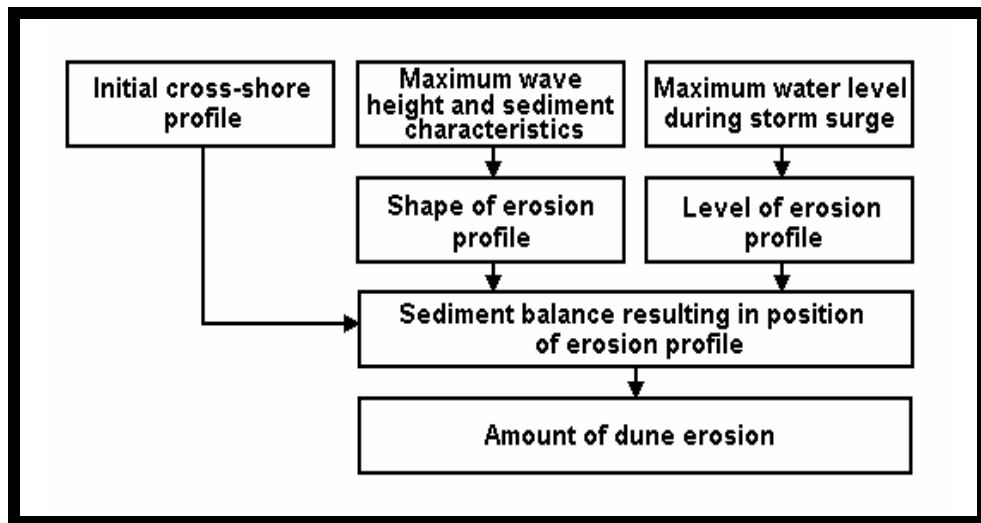 Initial cross-shore
profile
Maximum wave
height and sediment
characteristics
Maximum water level
during storm surge
Shape of erosion
profile
Level of erosion
profile
Sediment balance resulting in position
of erosion profile
Amount of dune erosion